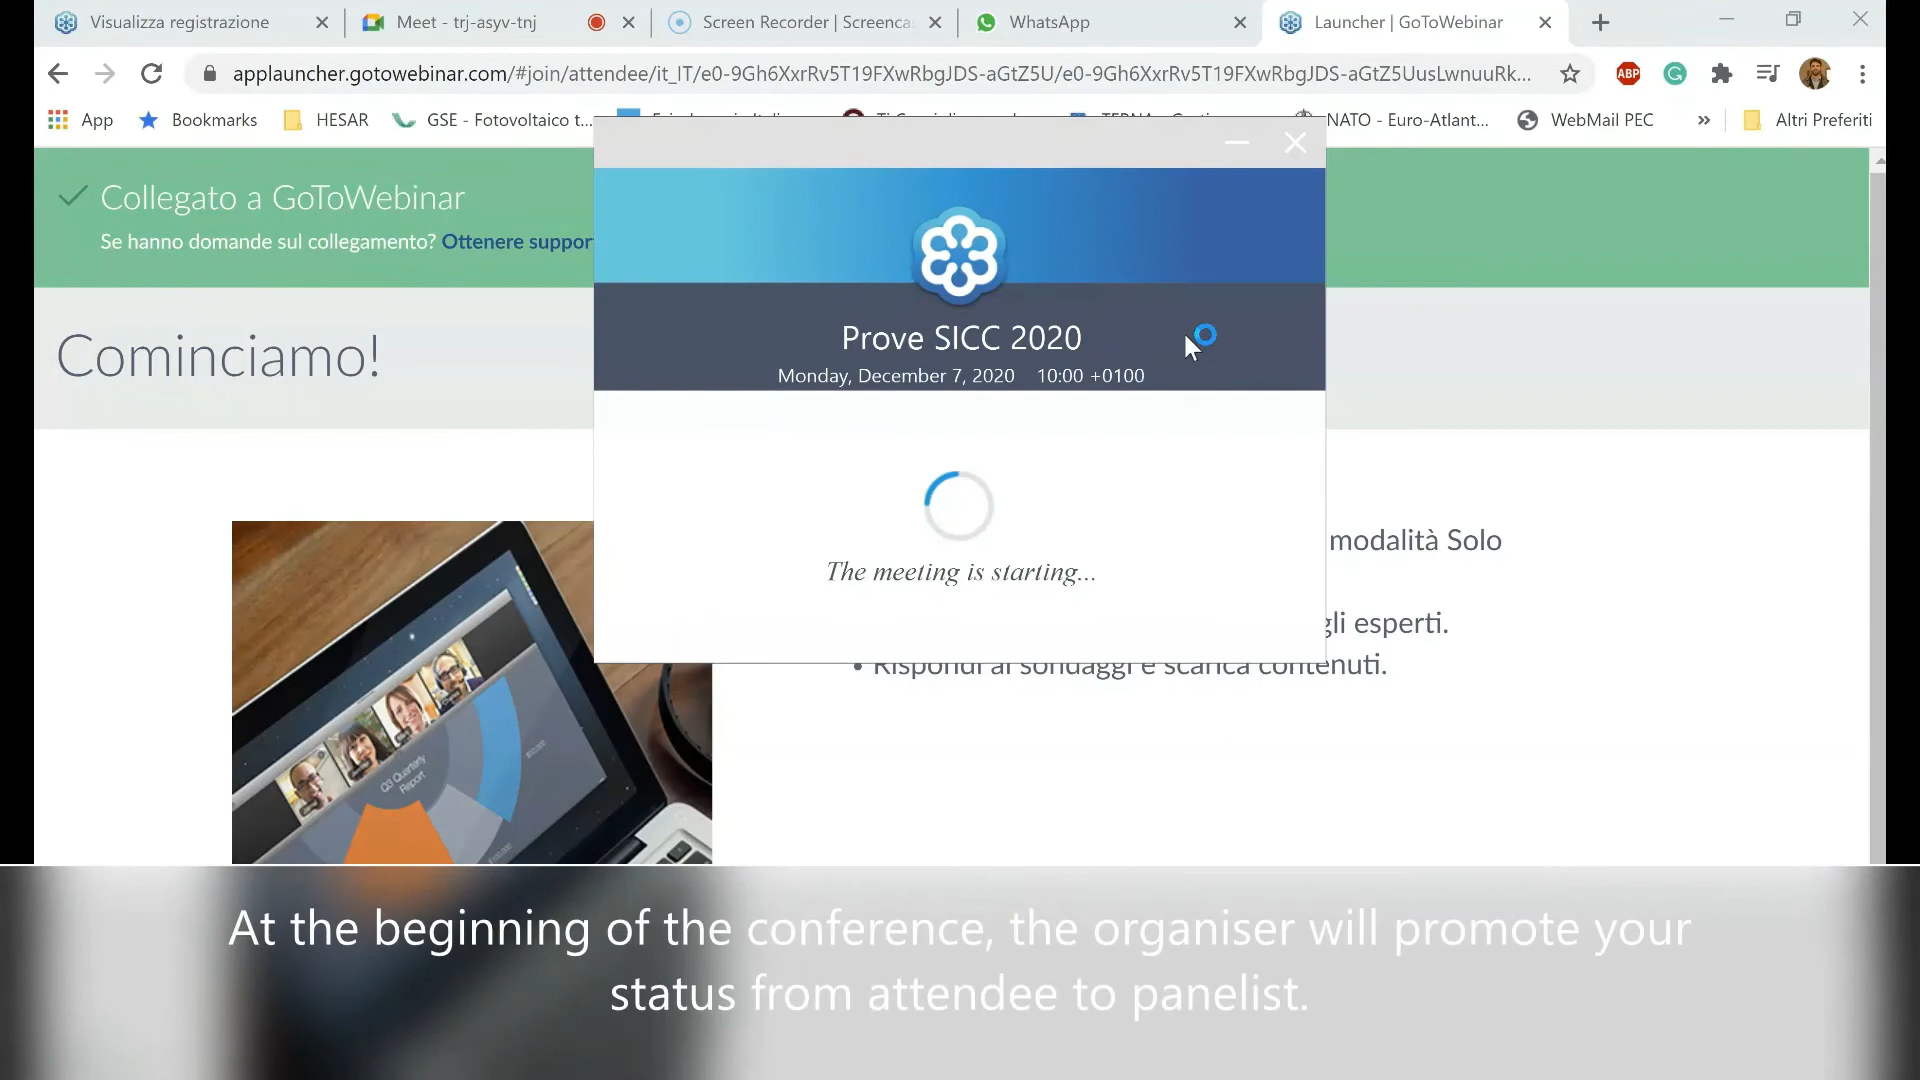 Visualizza registrazione
Meet - trj-asyv-tnj
Screen Recorder | Screenca
WhatsApp
Launcher | GoToWebinar
applauncher.gotowebinar.com/#join/attendee/it_IT/e0-9Gh6XxrRv5T19FXwRbgJDS-aGtZ5U/e0-9Gh6XxrRv5T19FXwRbgJDS-aGtZ5UusLwnuuRk...
ABP
App
Bookmarks
HESAR
GSE - Fotovoltaico t...
NATO - Euro-Atlant...
WebMail PEC
»
Altri Preferiti
Collegato a GoToWebinar
Se hanno domande sul collegamento? Ottenere suppor
Cominciamo!
Prove SICC 2020
Monday, December 7, 2020 10:00 +0100
The meeting is starting...
modalità Solo
gli esperti.
• Rispondi ai sondaggi e scarica contenuti.
Q3 Quarterly
Report
At the beginning of the conference, the organiser will promote your
status from attendee to panelist.